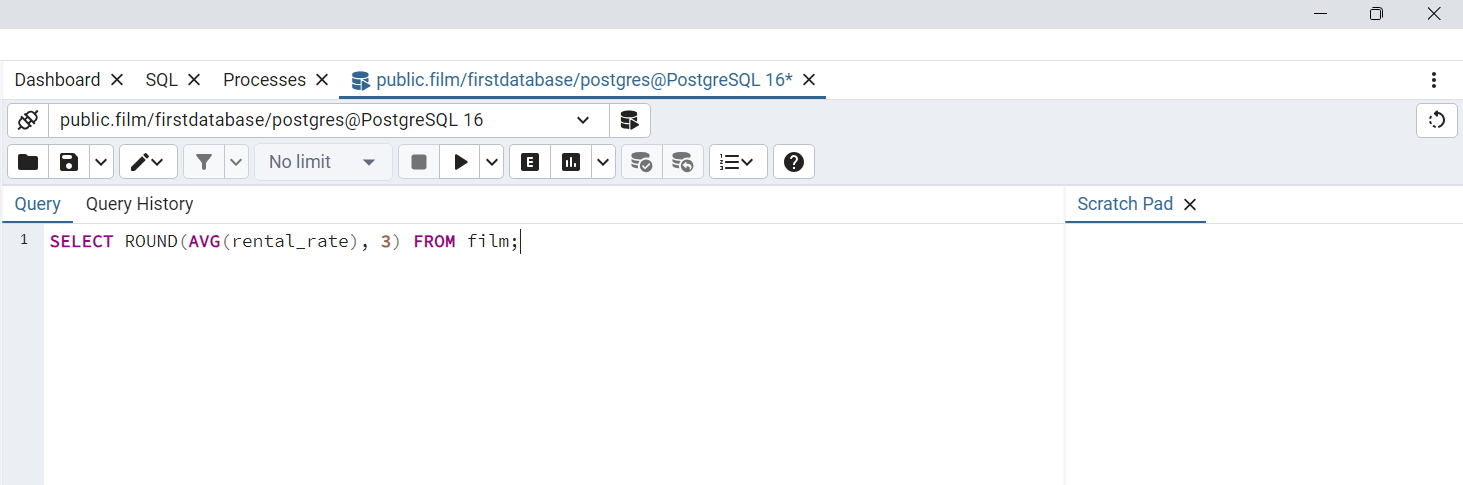 Dashboard SQL Processes public.film/firstdatabase/postgres@PostgreSQL 16*
public.film/firstdatabase/postgres@PostgreSQL 16
No limit E
Query Query History Scratch Pad
1 SELECT ROUND(AVG(rental_rate), 3) FROM film;